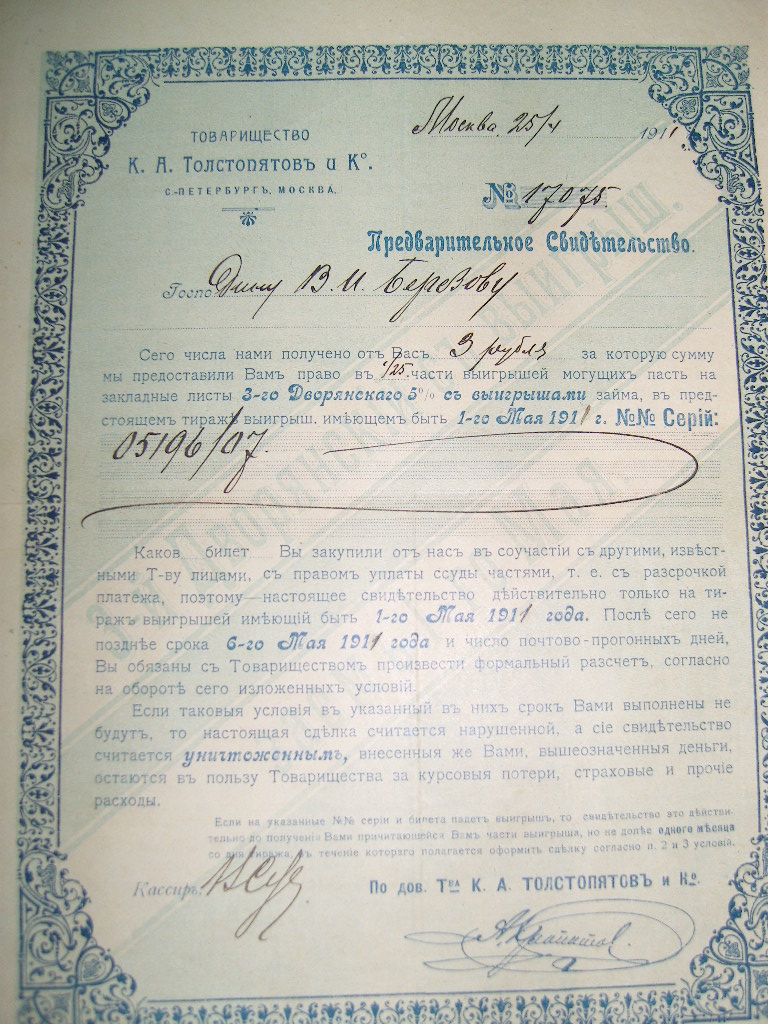 Москва 25/4 1911
ТОВАРИЩЕСТВО
К. А. Толстопятовъ и Кº.
С.-ПЕТЕРБУРГЪ, МОСКВА.
№ 17075.
Предварительное Свидѣтельство.
Господину В. И. Березову
Сего числа нами получено отъ Васъ 3 рубля за которую сумму
мы предоставили Вамъ право въ 1/25 части выигрышей могущихъ пасть на
закладные листы 3-го Дворянскаго 5% съ выигрышами займа, въ пред-
стоящемъ тиражѣ выигрыш. имѣющемъ быть 1-го Мая 1911 г. №№ Серій:
05196/07.
Каков. билет Вы закупили отъ насъ въ соучастіи съ другими, извѣст-
ными Т-ву лицами, съ правомъ уплаты ссуды частями, т. е. съ разсрочкой
платежа, поэтому—настоящее свидѣтельство дѣйствительно только на ти-
ражъ выигрышей имѣющій быть 1-го Мая 1911 года. Послѣ сего не
позднѣе срока 6-го Мая 1911 года и число почтово-прогонныхъ дней,
Вы обязаны съ Товариществомъ произвести формальный разсчетъ, согласно
на оборотѣ сего изложенныхъ условій.
Если таковыя условія въ указанный въ нихъ срокъ Вами выполнены не
будутъ, то настоящая сдѣлка считается нарушенной, а сіе свидѣтельство
считается уничтоженнымъ, внесенныя же Вами, вышеозначенныя деньги,
остаются въ пользу Товарищества за курсовыя потери, страховые и прочіе
расходы.
Если на указанные №№ серіи и билета падетъ выигрышъ, то свидѣтельство это дѣйстви-
тельно до полученія Вами причитающейся Вамъ части выигрыша, но не долѣе одного мѣсяца
со дня тиража, въ теченіе котораго полагается оформить сдѣлку согласно п. 2 и 3 условій.
Кассиръ:
По дов. Тва К. А. ТОЛСТОПЯТОВЪ и Кº.